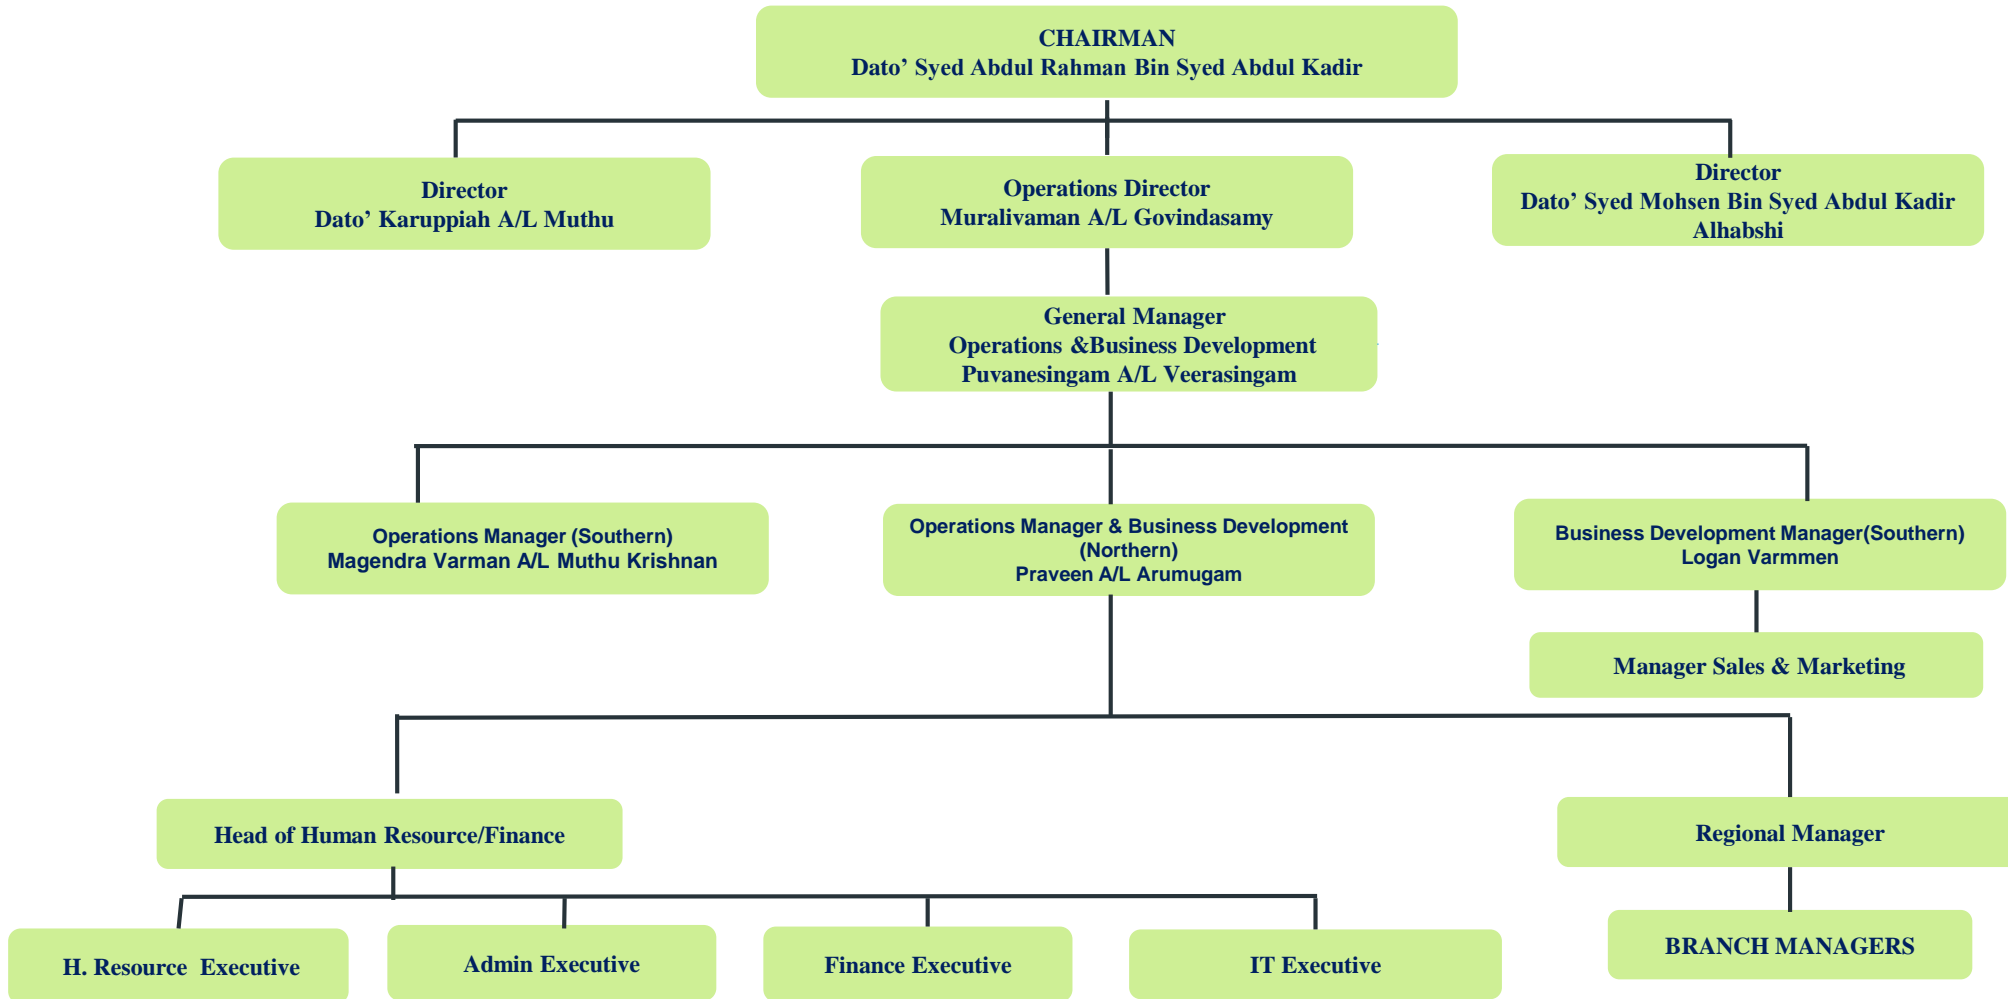 CHAIRMAN
Dato’ Syed Abdul Rahman Bin Syed Abdul Kadir
Director
Dato’ Karuppiah A/L Muthu
Operations Director
Muralivaman A/L Govindasamy
Director
Dato’ Syed Mohsen Bin Syed Abdul Kadir
Alhabshi
General Manager
Operations &Business Development
Puvanesingam A/L Veerasingam
Operations Manager (Southern)
Magendra Varman A/L Muthu Krishnan
Operations Manager & Business Development
(Northern)
Praveen A/L Arumugam
Business Development Manager(Southern)
Logan Varmmen
Manager Sales & Marketing
Head of Human Resource/Finance
Regional Manager
H. Resource Executive
Admin Executive
Finance Executive
IT Executive
BRANCH MANAGERS